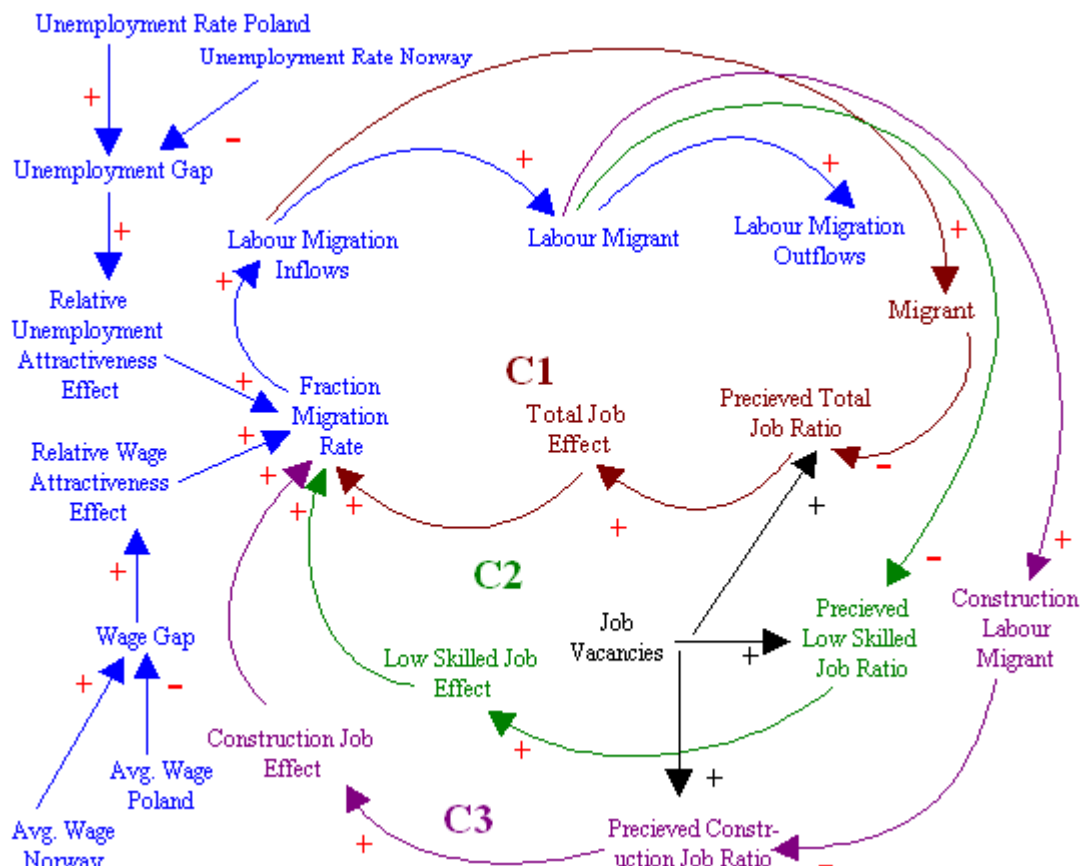 Unemployment Rate Poland
Unemployment Rate Norway
+
−
Unemployment Gap
+
+
+
Labour Migration
Inflows
Labour Migrant
Labour Migration
Outflows
+
+
Migrant
Relative
Unemployment
Attractiveness
Effect
+
Fraction
Migration
Rate
C1
Total Job
Effect
Precieved Total
Job Ratio
−
+
Relative Wage
Attractiveness
Effect
+
+
+
+
+
+
C2
−
+
Wage Gap
+
−
Job
Vacancies
+
Precieved
Low Skilled
Job Ratio
Construction
Labour
Migrant
Low Skilled Job
Effect
+
Construction Job
Effect
Avg. Wage
Poland
+
Avg. Wage
Norway
C3
+
Precieved Constr-
uction Job Ratio
−